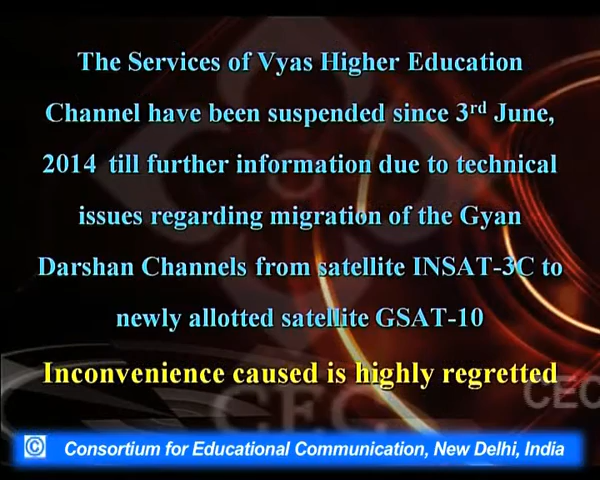 The Services of Vyas Higher Education
Channel have been suspended since 3rd June,
2014 till further information due to technical
issues regarding migration of the Gyan
Darshan Channels from satellite INSAT-3C to
newly allotted satellite GSAT-10
Inconvenience caused is highly regretted
CEC
CEC
© Consortium for Educational Communication, New Delhi, India